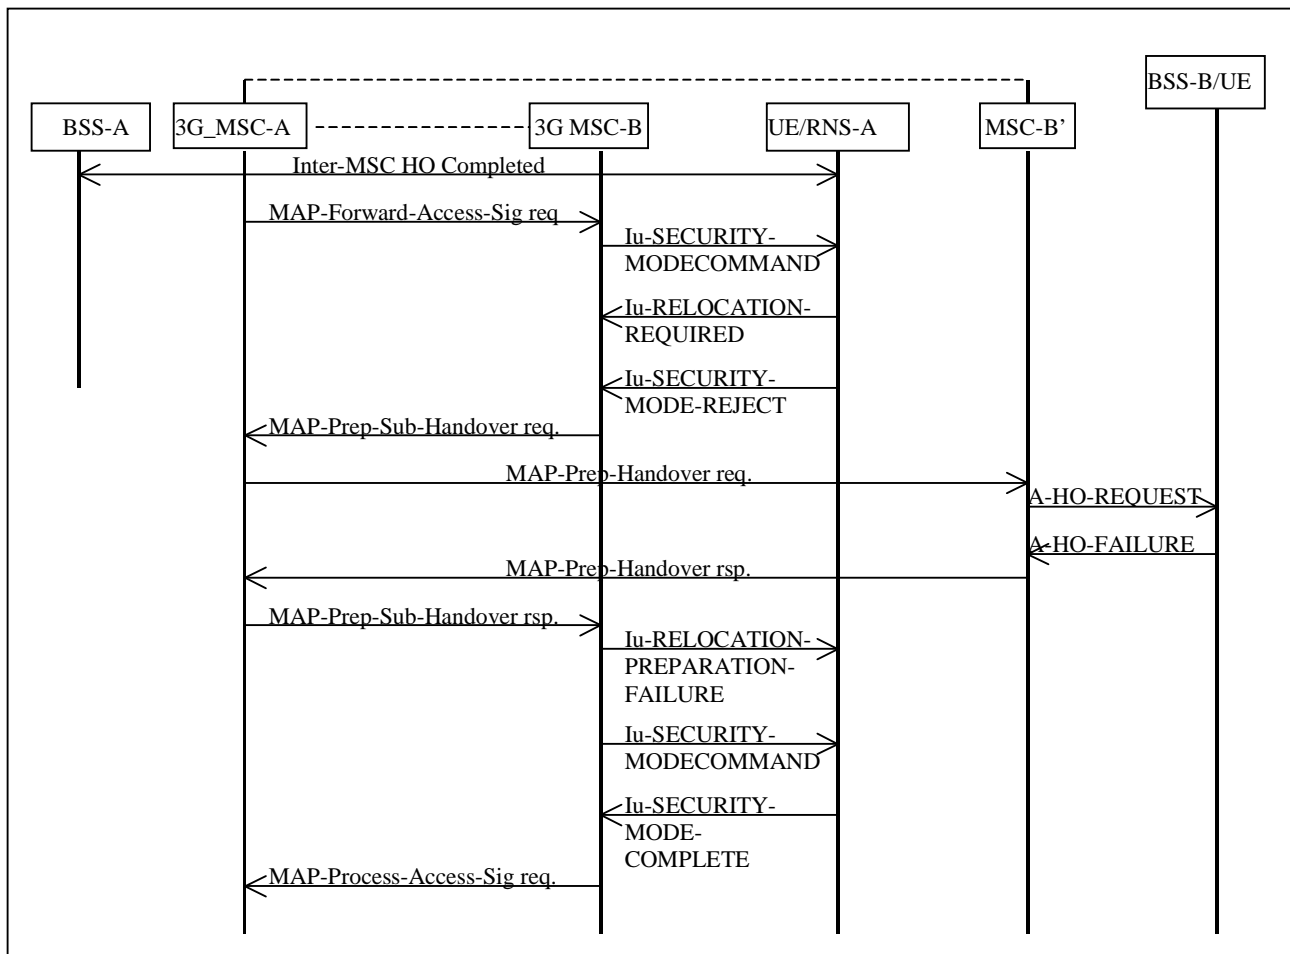 BSS-B/UE
BSS-A
3G_MSC-A
3G MSC-B
UE/RNS-A
MSC-B’
Inter-MSC HO Completed
MAP-Forward-Access-Sig req
Iu-SECURITY-
MODECOMMAND
Iu-RELOCATION-
REQUIRED
Iu-SECURITY-
MODE-REJECT
MAP-Prep-Sub-Handover req.
MAP-Prep-Handover req.
A-HO-REQUEST
A-HO-FAILURE
MAP-Prep-Handover rsp.
MAP-Prep-Sub-Handover rsp.
Iu-RELOCATION-
PREPARATION-
FAILURE
Iu-SECURITY-
MODECOMMAND
Iu-SECURITY-
MODE-
COMPLETE
MAP-Process-Access-Sig req.